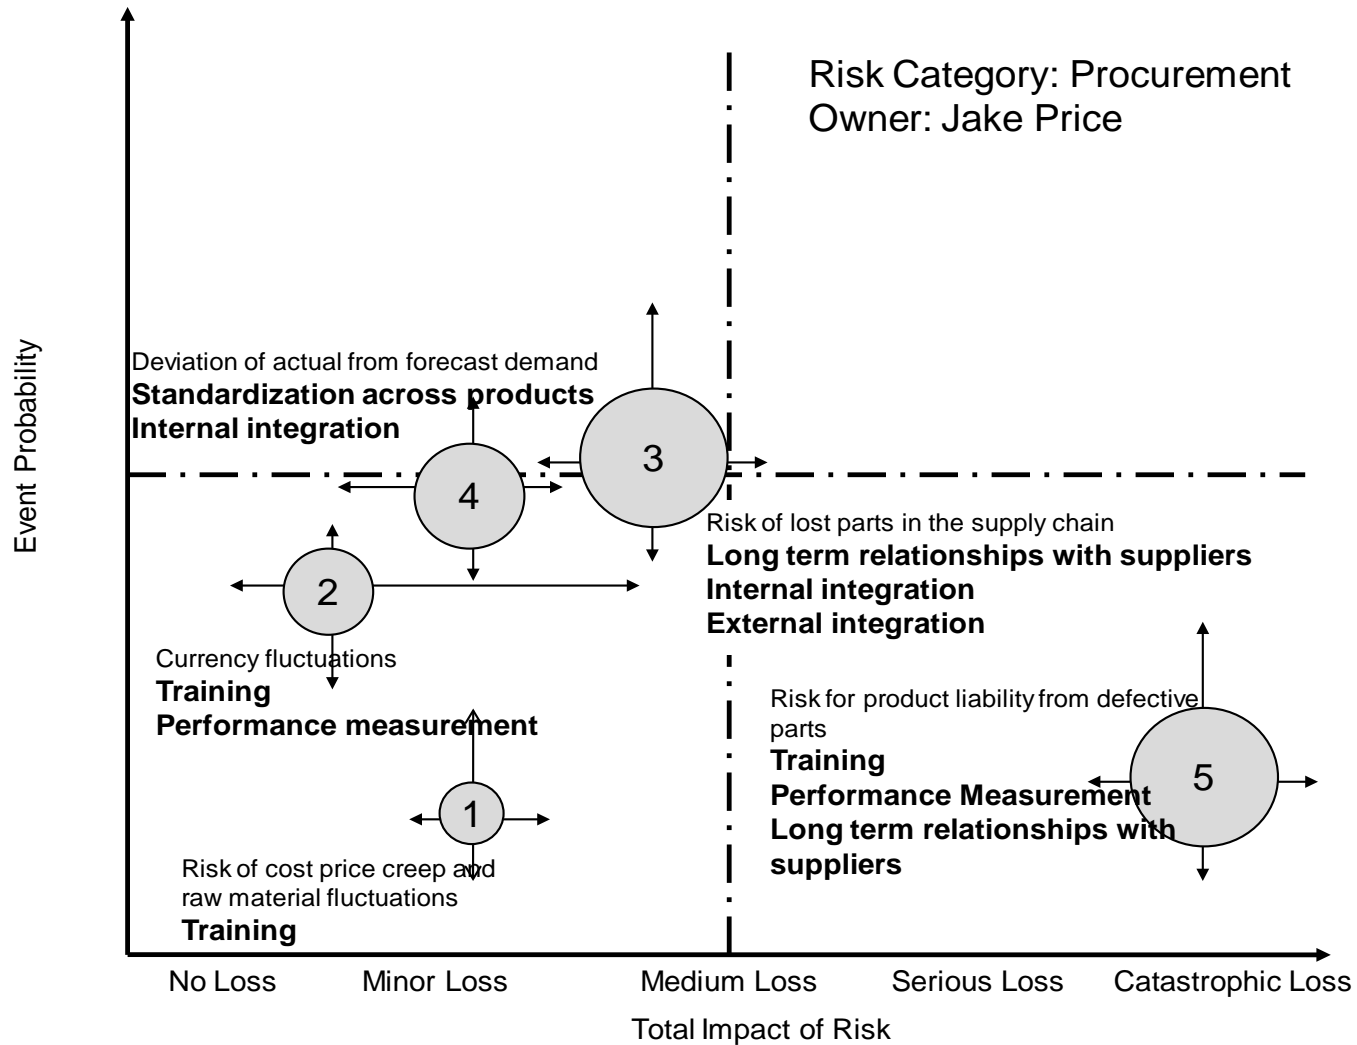 Risk Category: Procurement
Owner: Jake Price
Event Probability
Deviation of actual from forecast demand
Standardization across products
Internal integration
3
4
Risk of lost parts in the supply chain
Long term relationships with suppliers
Internal integration
External integration
2
Currency fluctuations
Training
Performance measurement
Risk for product liability from defective
parts
Training
Performance Measurement
Long term relationships with
suppliers
5
1
Risk of cost price creep and
raw material fluctuations
Training
No Loss
Minor Loss
Medium Loss
Serious Loss
Catastrophic Loss
Total Impact of Risk